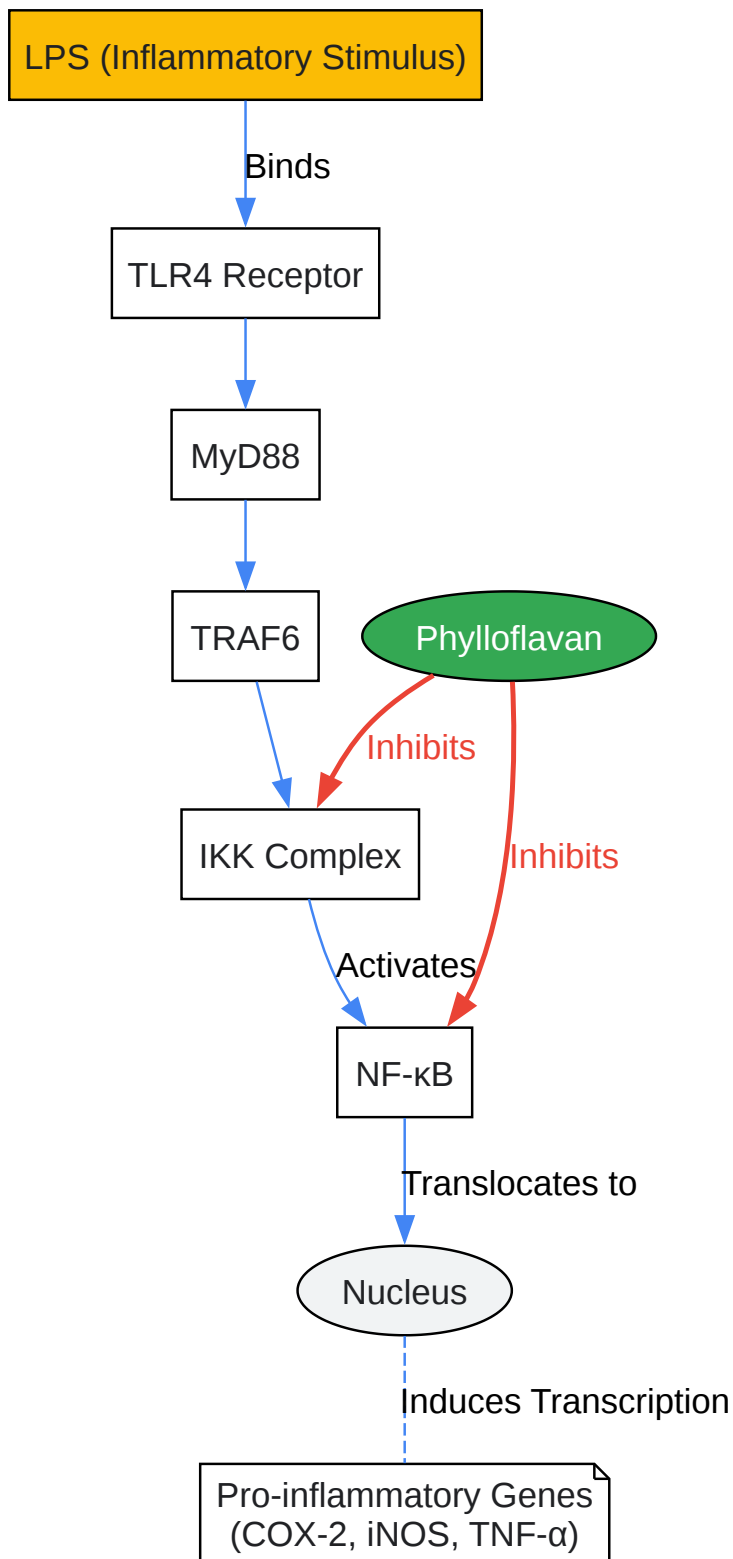 LPS (Inflammatory Stimulus)
Binds
TLR4 Receptor
MyD88
TRAF6
Phylloflavan
Inhibits
IKK Complex
Inhibits
Activates
NF-κB
Translocates to
Nucleus
Induces Transcription
Pro-inflammatory Genes
(COX-2, iNOS, TNF-α)